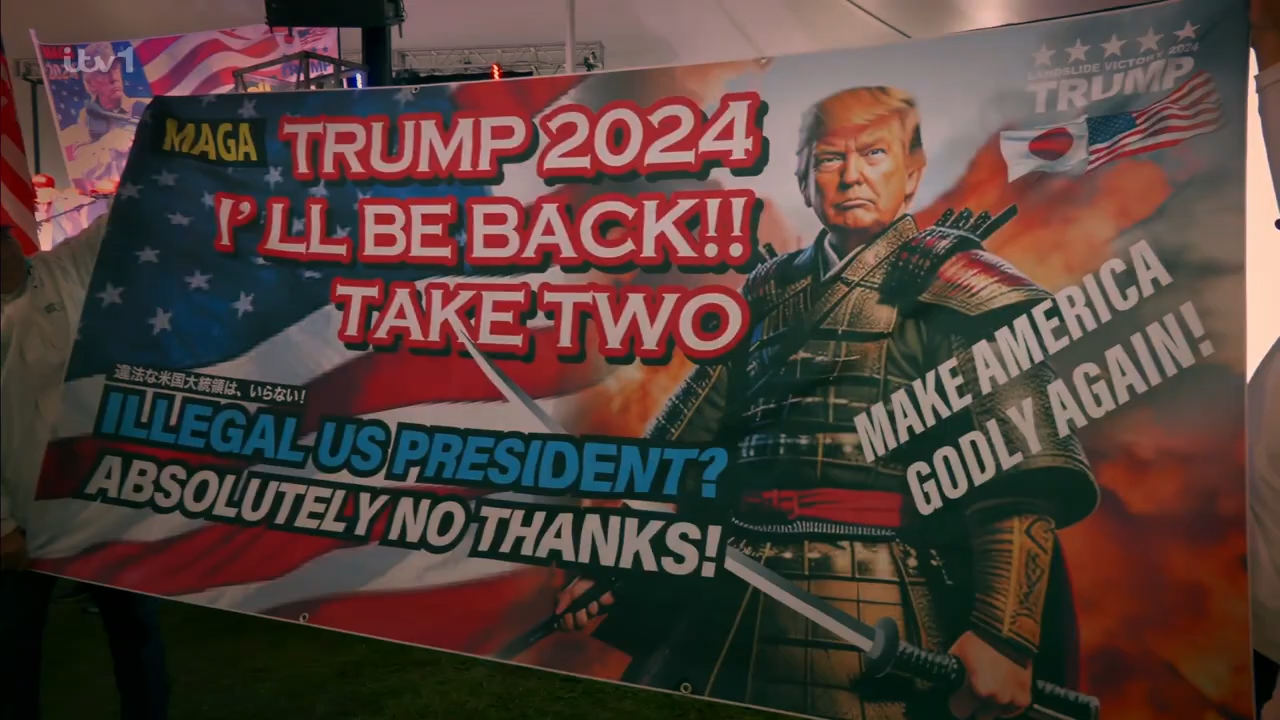 itv1
MAGA
TRUMP 2024
I'LL BE BACK!!
TAKE TWO
違法な米国大統領は、いらない!
ILLEGAL US PRESIDENT?
ABSOLUTELY NO THANKS!
LANDSLIDE VICTORY 2024
TRUMP
MAKE AMERICA
GODLY AGAIN!